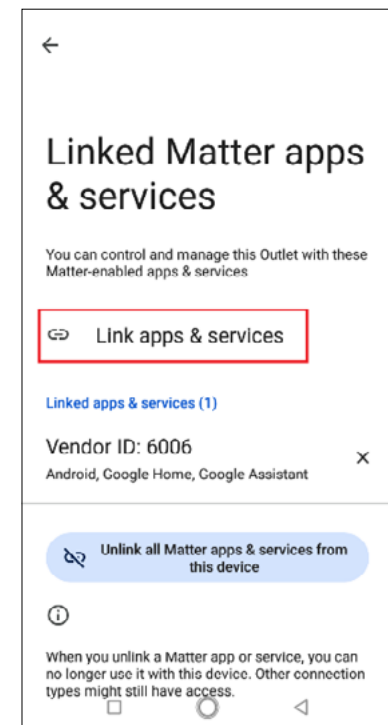 Linked Matter apps
& services
You can control and manage this Outlet with these
Matter-enabled apps & services
Link apps & services
Linked apps & services (1)
Vendor ID: 6006
Android, Google Home, Google Assistant
Unlink all Matter apps & services from
this device
When you unlink a Matter app or service, you can
no longer use it with this device. Other connection
types might still have access.